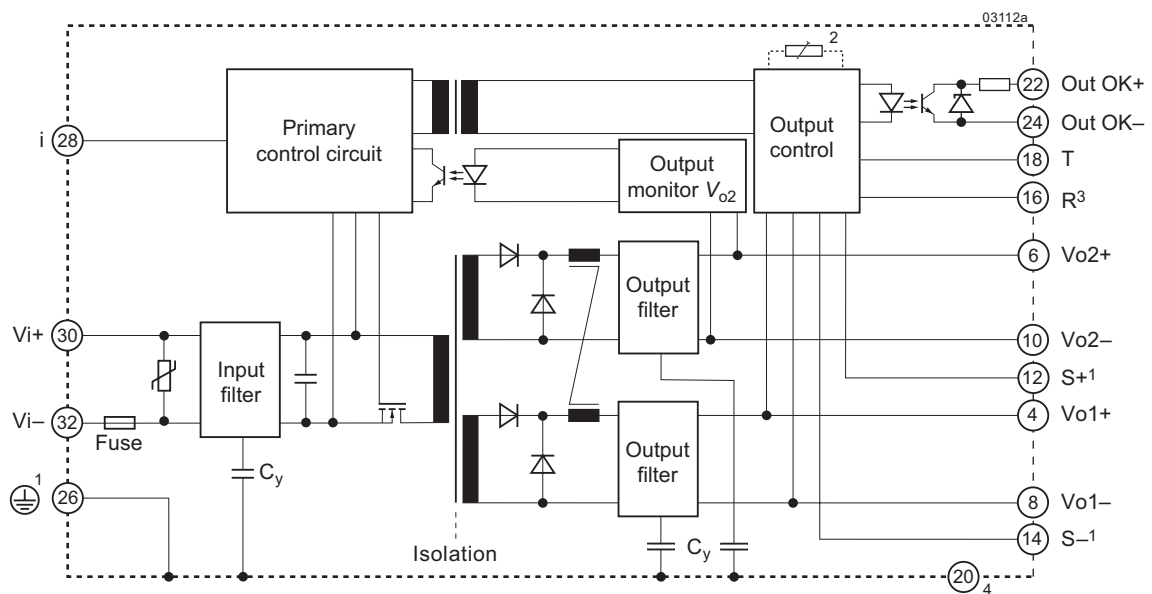 03112a
2
22 Out OK+
Primary control circuit
Output control
24 Out OK–
i 28
Output monitor Vo2
18 T
16 R3
6 Vo2+
Output filter
Vi+ 30
10 Vo2–
Input filter
12 S+1
4 Vo1+
Vi– 32
Fuse
Output filter
Cy
1
26
8 Vo1–
14 S–1
Isolation
Cy
20 4